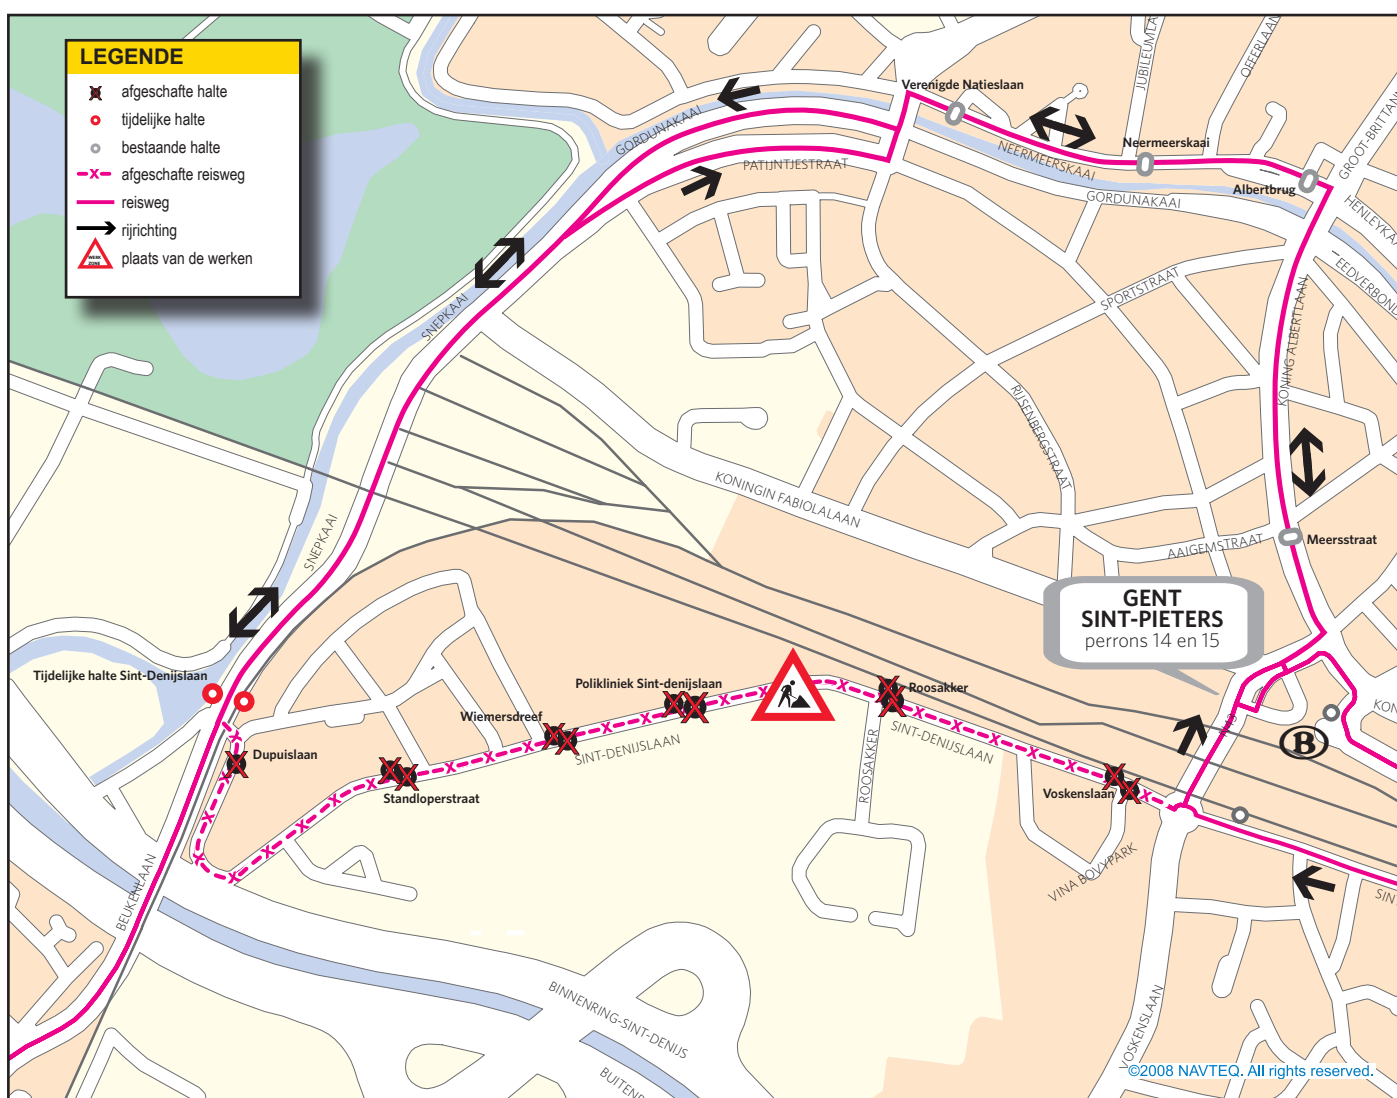 LEGENDE
afgeschafte halte
tijdelijke halte
bestaande halte
afgeschafte reisweg
reisweg
rijrichting
WERK
ZONE
plaats van de werken
Verenigde Natieslaan
Neermeerskaai
Albertbrug
Meersstraat
GORDUNAKAAI
PATIJNTJESTRAAT
NEERMEERSKAAI
GORDUNAKAAI
SPORTSTRAAT
SNEPKAAI
RIJSENBERGSTRAAT
KONING ALBERTLAAN
KONINGIN FABIOLALAAN
AAIGEMSTRAAT
SNEPKAAI
GENT
SINT-PIETERS
perrons 14 en 15
Tijdelijke halte Sint-Denijslaan
Polikliniek Sint-denijslaan
Roosakker
Wiemersdreef
SINT-DENIJSLAAN
SINT-DENIJSLAAN
N43
B
Dupuislaan
Standloperstraat
ROOSAKKER
Voskenslaan
VINA BOVYPARK
BEUKENLAAN
BINNENRING-SINT-DENIJS
VOSKENSLAAN
©2008 NAVTEQ. All rights reserved.